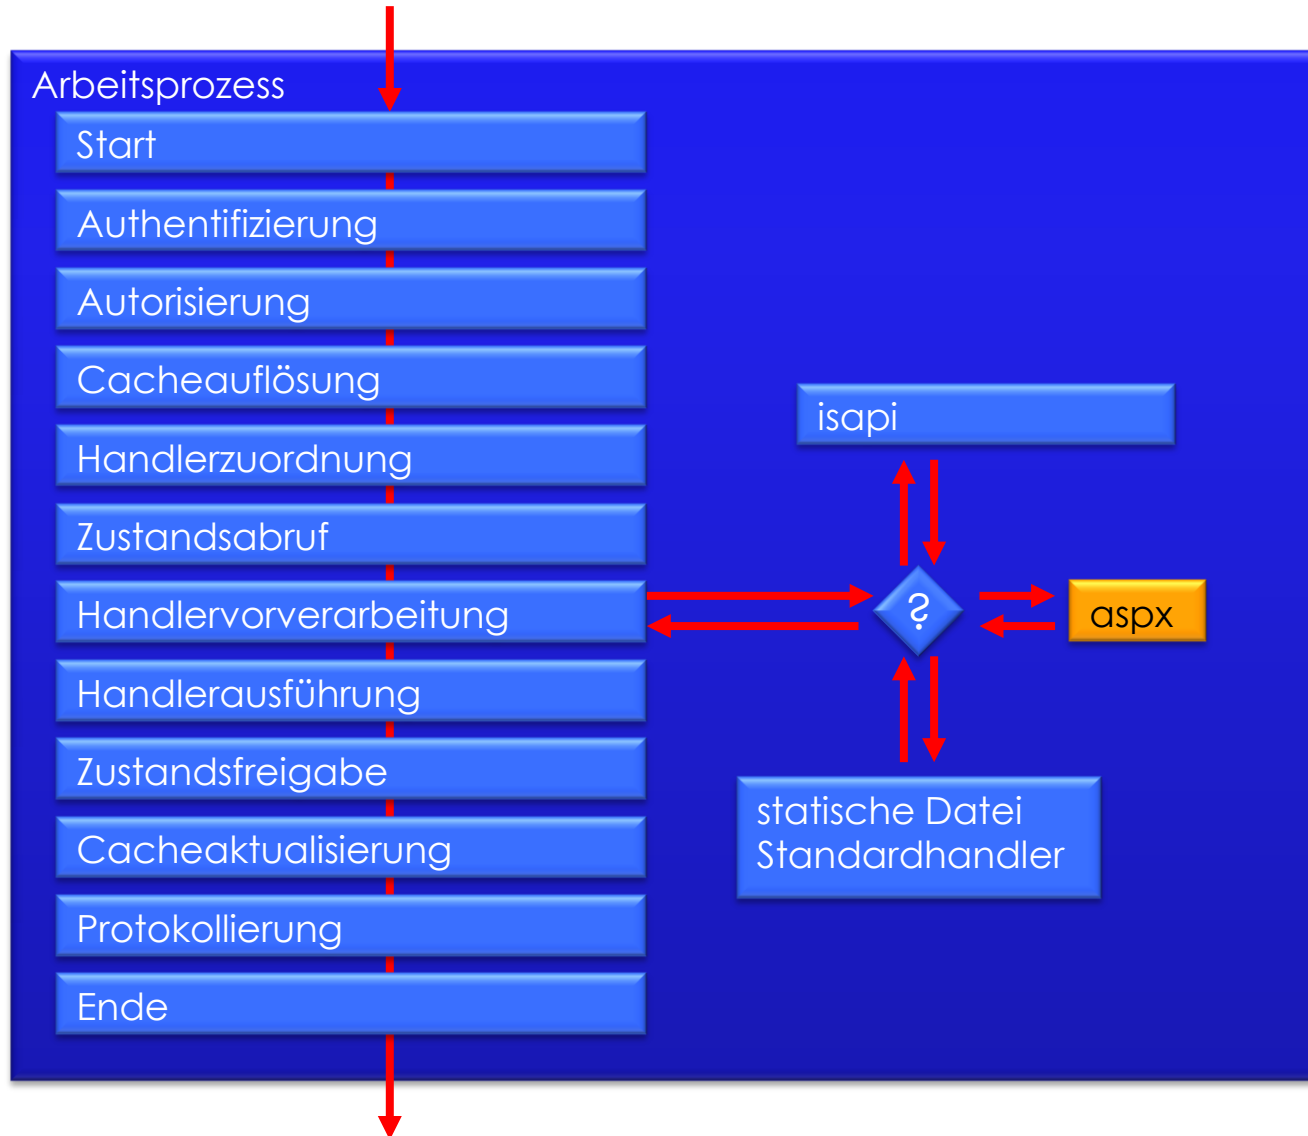 Arbeitsprozess
Start
Authentifizierung
Autorisierung
Cacheauflösung
Handlerzuordnung
Zustandsabruf
Handlervorverarbeitung
Handlerausführung
Zustandsfreigabe
Cacheaktualisierung
Protokollierung
Ende
isapi
?
aspx
statische Datei
Standardhandler